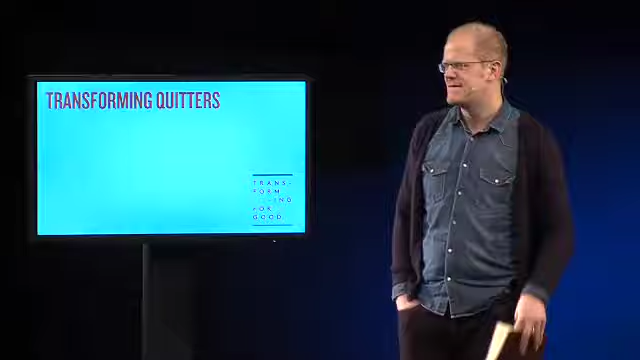 TRANSFORMING QUITTERS
TRANS-
FORM
ING
FOR
GOOD